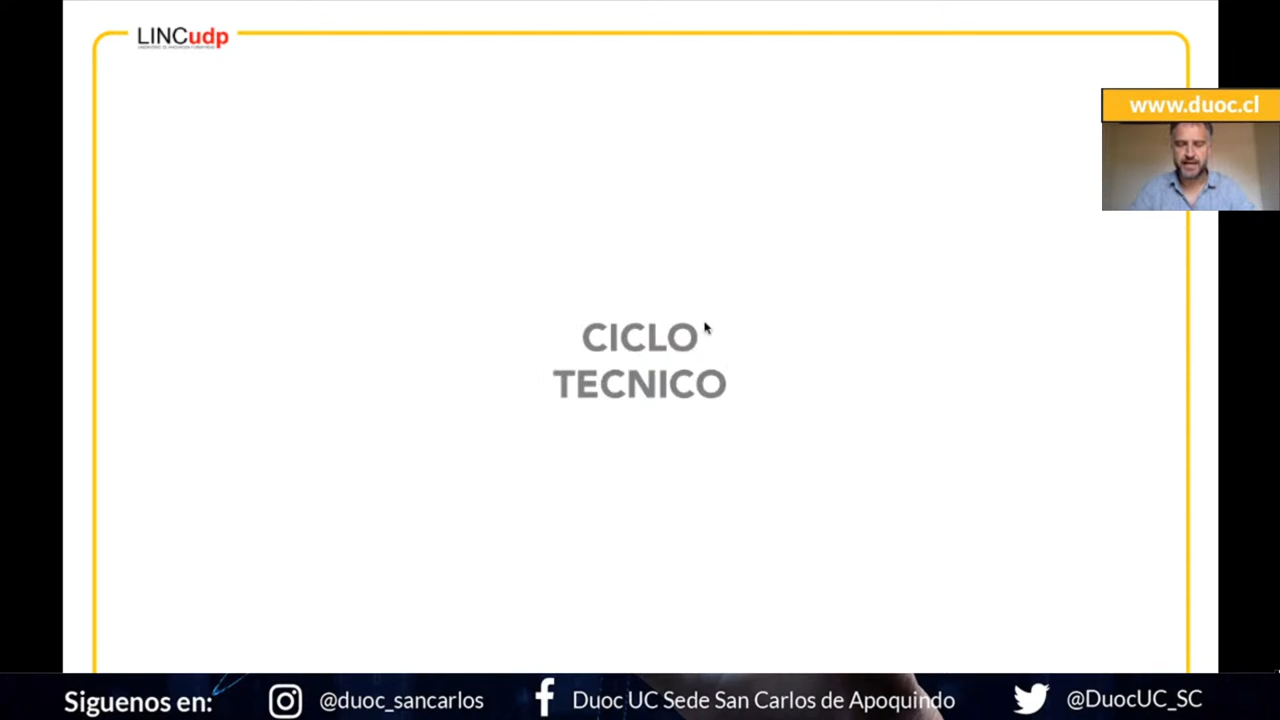 LINCudp
www.duoc.cl
CICLO
TECNICO
Siguenos en:
@duoc_sancarlos
Duoc UC Sede San Carlos de Apoquindo
@DuocUC_SC